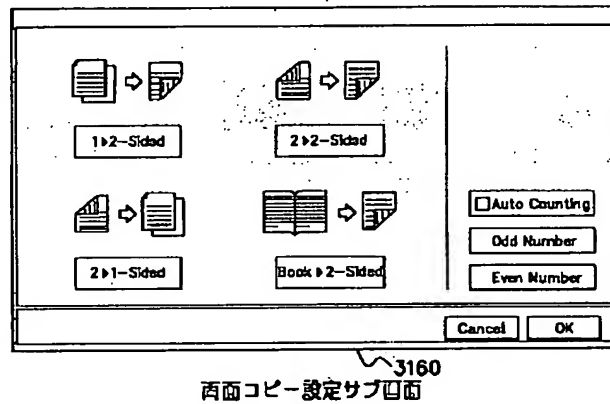 1▶2-Sided
2▶2-Sided
2▶1-Sided
Book▶2-Sided
Auto Counting
Odd Number
Even Number
Cancel
OK
3160
両面コピー設定サブ画面